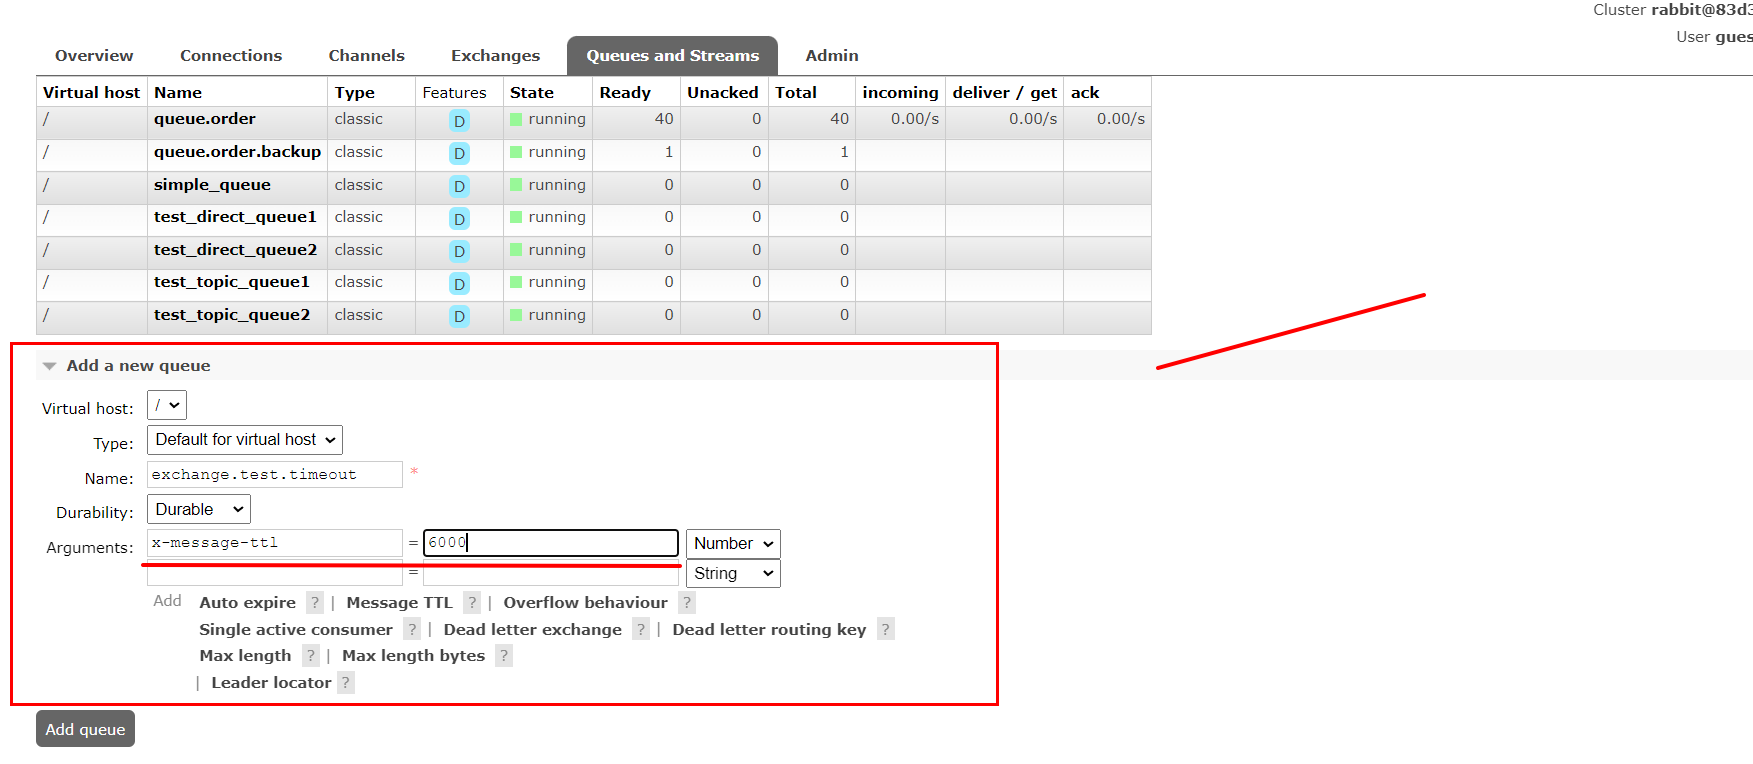 Cluster rabbit@83d3
User gues
Overview Connections Channels Exchanges Queues and Streams Admin
Virtual host Name Type Features State Ready Unacked Total incoming deliver / get ack
/ queue.order classic D running 40 0 40 0.00/s 0.00/s 0.00/s
/ queue.order.backup classic D running 1 0 1
/ simple_queue classic D running 0 0 0
/ test_direct_queue1 classic D running 0 0 0
/ test_direct_queue2 classic D running 0 0 0
/ test_topic_queue1 classic D running 0 0 0
/ test_topic_queue2 classic D running 0 0 0
Add a new queue
Virtual host: /
Type: Default for virtual host
Name: exchange.test.timeout *
Durability: Durable
Arguments: x-message-ttl = 6000 Number
= String
Add Auto expire ? | Message TTL ? | Overflow behaviour ?
Single active consumer ? | Dead letter exchange ? | Dead letter routing key ?
Max length ? | Max length bytes ?
| Leader locator ?
Add queue